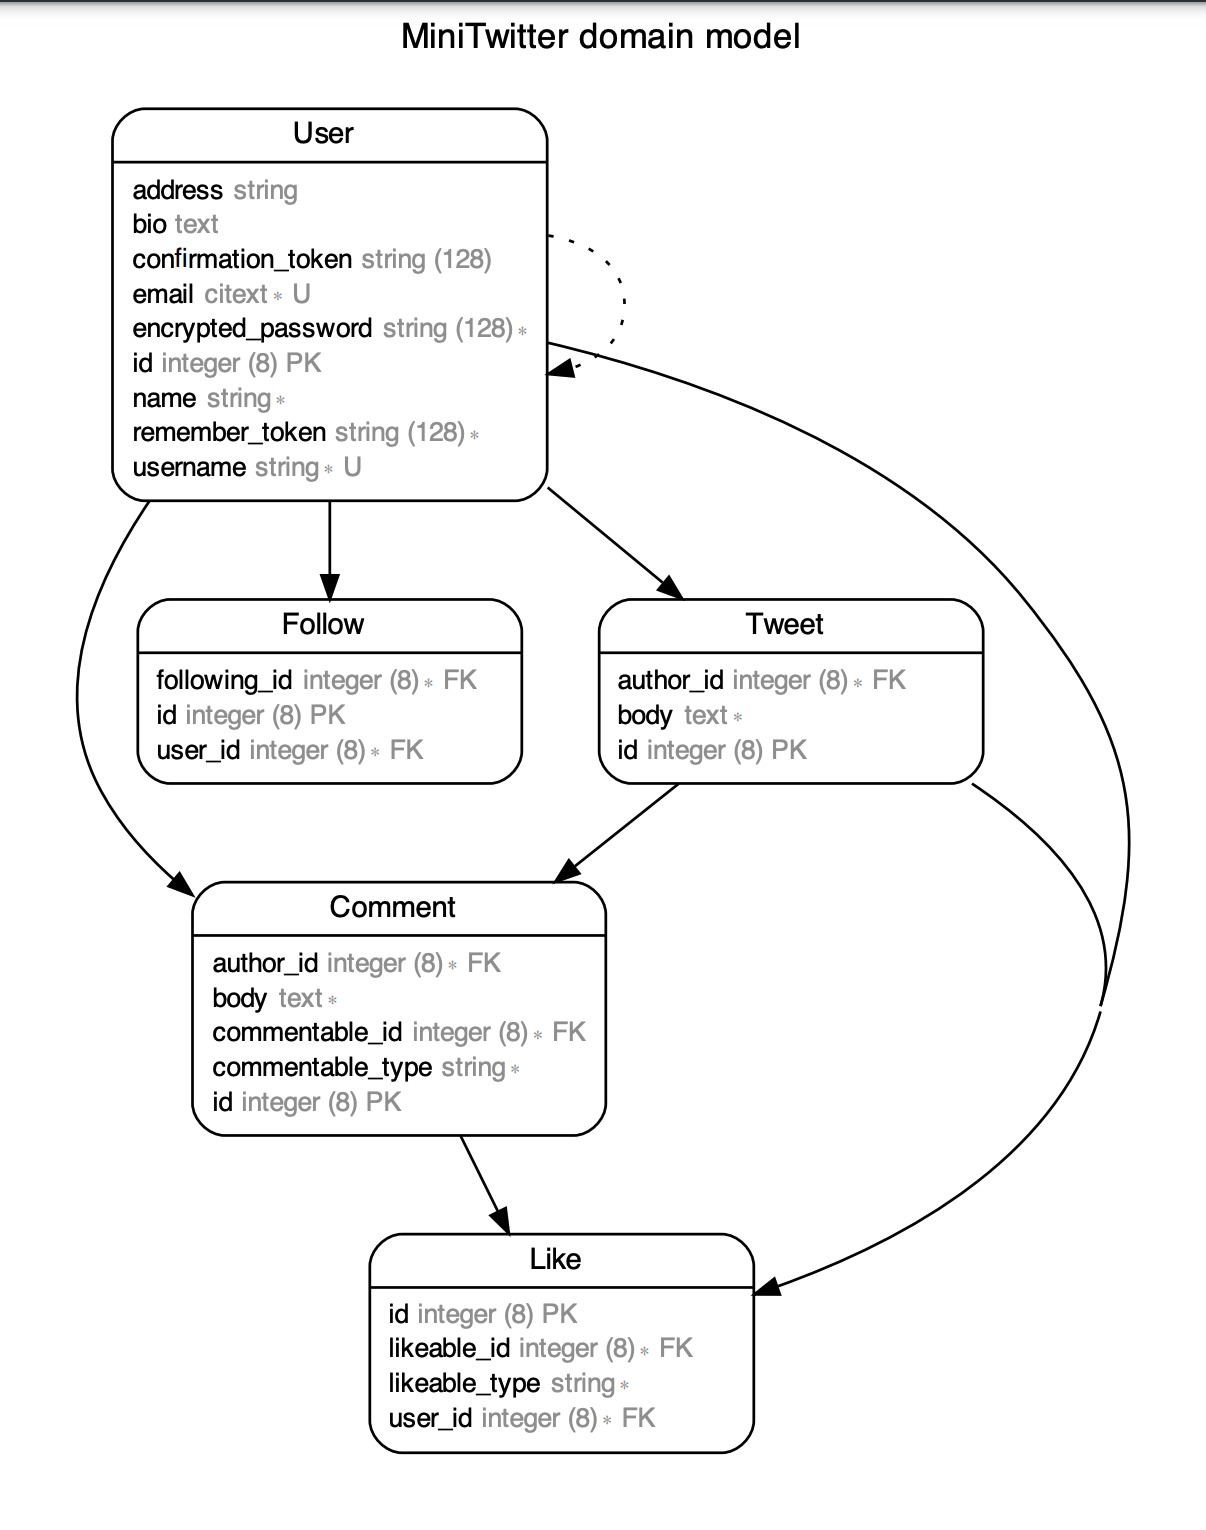 MiniTwitter domain model
User
address string
bio text
confirmation_token string (128)
email citext ∗ U
encrypted_password string (128) ∗
id integer (8) PK
name string ∗
remember_token string (128) ∗
username string ∗ U
Follow
following_id integer (8) ∗ FK
id integer (8) PK
user_id integer (8) ∗ FK
Tweet
author_id integer (8) ∗ FK
body text ∗
id integer (8) PK
Comment
author_id integer (8) ∗ FK
body text ∗
commentable_id integer (8) ∗ FK
commentable_type string ∗
id integer (8) PK
Like
id integer (8) PK
likeable_id integer (8) ∗ FK
likeable_type string ∗
user_id integer (8) ∗ FK